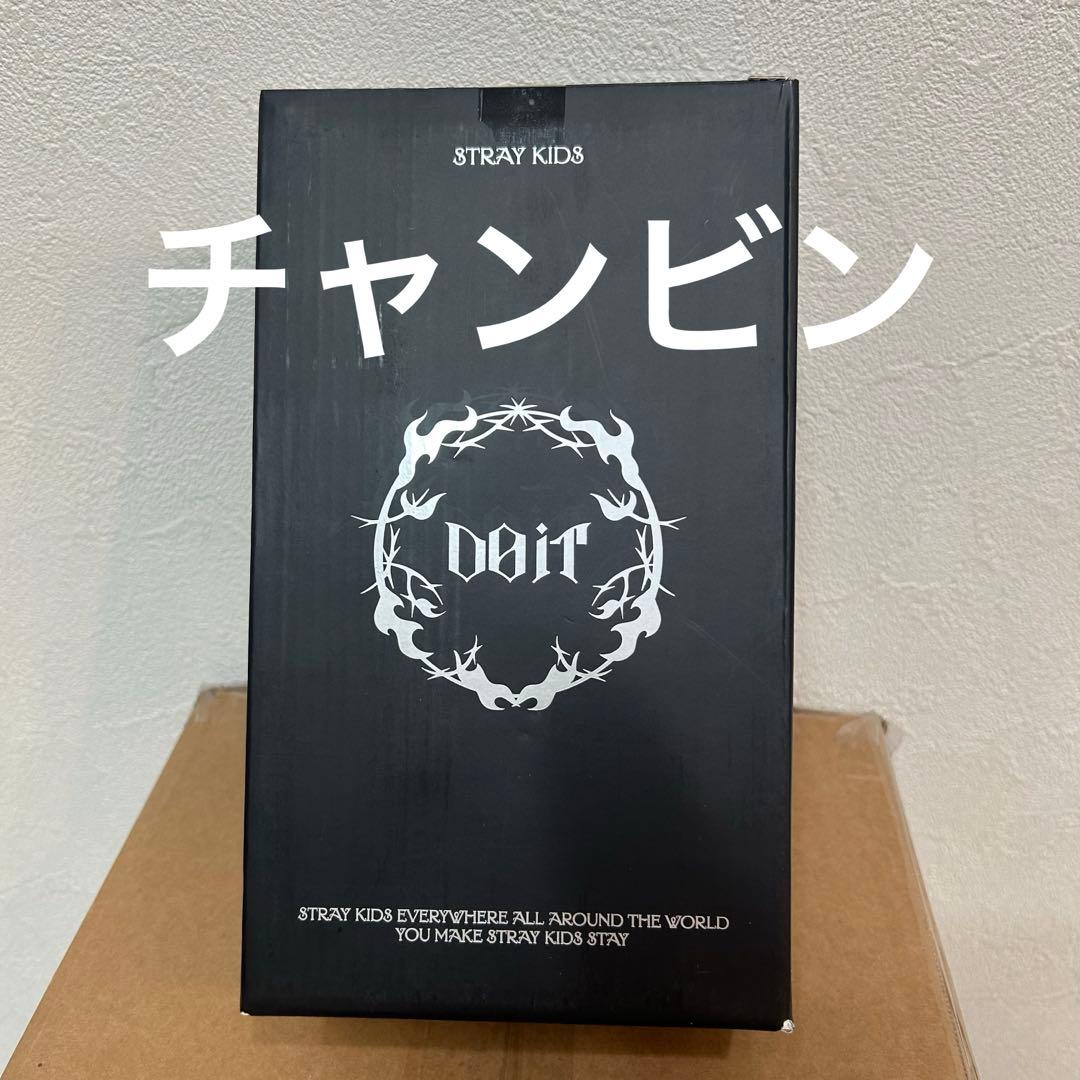 STRAY KIDS
チャンビン
DOiT
STRAY KIDS EVERYWHERE ALL AROUND THE WORLD
YOU MAKE STRAY KIDS STAY